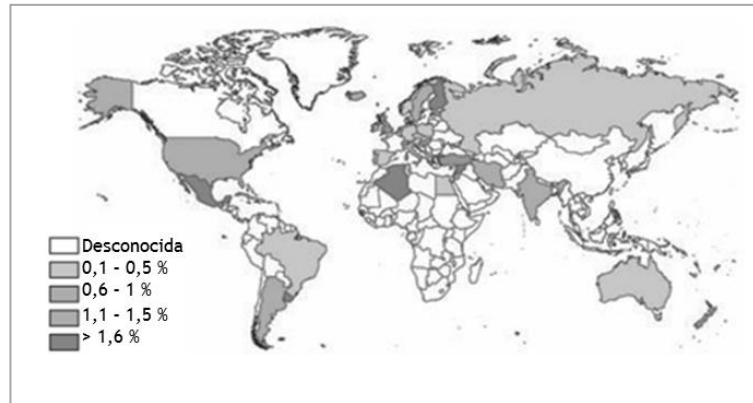 Desconocida
0,1 - 0,5 %
0,6 - 1 %
1,1 - 1,5 %
> 1,6 %